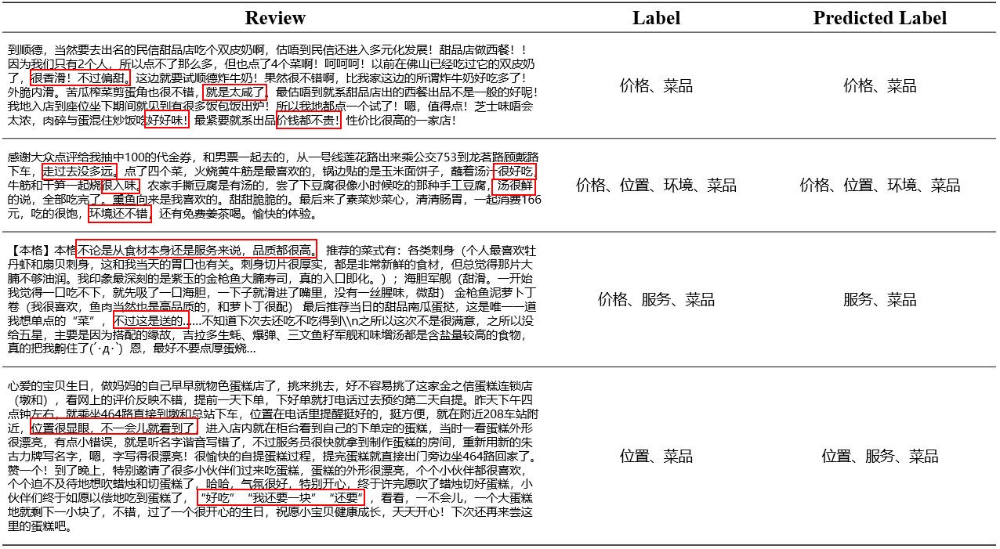 Review Label Predicted Label
到顺德，当然要去出名的民信甜品店吃个双皮奶啊，估唔到民信还进入多元化发展！甜品店做西餐！！
因为我们只有2个人，所以点不了那么多，但也点了4个菜啊！呵呵呵！以前在佛山已经吃过它的双皮奶
了，很香滑！不过偏甜。这边就要试顺德炸牛奶！果然很不错啊，比我家这边的所谓炸牛奶好吃多了！
外脆内滑。苦瓜榨菜剪蛋角也很不错，就是太咸了。最估唔到就系甜品店出的西餐出品不是一般的好呢！
我地入店到座位坐下期间就见到有很多饭包饭出炉！所以我地都点一个试了！嗯，值得点！芝士味唔会
太浓，肉碎与蛋混住炒饭吃好好味！最紧要就系出品价钱都不贵！性价比很高的一家店！
价格、菜品
价格、菜品
感谢大众点评给我抽中100的代金券，和男票一起去的，从一号线莲花路出来乘公交753到龙茗路顾戴路
下车，走过去没多远。点了四个菜，火烧黄牛筋是最喜欢的，锅边贴的是玉米面饼子，蘸着汤汁很好吃，
牛筋和干笋一起烧很入味。农家手撕豆腐是有汤的，尝了下豆腐很像小时候吃的那种手工豆腐，汤很鲜
的说，全部吃完了。熏鱼向来是我喜欢的。甜甜脆脆的。最后来了素菜炒菜心，清清肠胃，一起消费166
元，吃的很饱，环境还不错，还有免费姜茶喝。愉快的体验。
价格、位置、环境、菜品
价格、位置、环境、菜品
【本格】本格不论是从食材本身还是服务来说，品质都很高。 推荐的菜式有：各类刺身（个人最喜欢牡
丹虾和扇贝刺身，这和我当天的胃口也有关。刺身切片很厚实，都是非常新鲜的食材，但总觉得那片大
腩不够油润。我印象最深刻的是紫玉的金枪鱼大腩寿司，真的入口即化。）；海胆军舰（甜滑。一开始
我觉得一口吃不下，就先吸了一口海胆，一下子就滑进了嘴里，没有一丝腥味，微甜） 金枪鱼泥萝卜丁
卷（我很喜欢，鱼肉当然也是高品质的，和萝卜丁很配） 最后推荐当日的甜品南瓜蛋挞，这是唯一一道
我想单点的“菜”，不过这是送的……不知道下次去还吃不吃得到\\n之所以这次不是很满意，之所以没
给五星，主要是因为搭配的缘故，吉拉多生蚝、爆弹、三文鱼籽军舰和味增汤都是含盐量较高的食物，
真的把我齁住了(´･д･`）恩，最好不要点厚蛋烧...
价格、服务、菜品
服务、菜品
心爱的宝贝生日，做妈妈的自己早早就物色蛋糕店了，挑来挑去，好不容易挑了这家金之信蛋糕连锁店
（墩和），看网上的评价反映不错，提前一天下单，下好单就打电话过去预约第二天自提。昨天下午四
点钟左右，就乘坐464路直接到墩和总站下车，位置在电话里提醒挺好的，挺方便，就在附近208车站附
近，位置很显眼，不一会儿就看到了，进入店内就在柜台看到自己的下单定的蛋糕，当时一看蛋糕外形
很漂亮，有点小错误，就是听名字谐音写错了，不过服务员很快就拿到制作蛋糕的房间，重新用新的朱
古力牌写名字，嗯，字写得很漂亮！很愉快的自提蛋糕过程，提完蛋糕就直接出门旁边坐464路回家了。
赞一个！到了晚上，特别邀请了很多小伙伴们过来吃蛋糕，蛋糕的外形很漂亮，个个小伙伴都很喜欢，
个个迫不及待地想吹蜡烛和切蛋糕了，哈哈，气氛很好，特别开心，终于许完愿吹了蜡烛切好蛋糕，小
伙伴们终于如愿以偿地吃到蛋糕了，“好吃”“我还要一块”“还要”，看看，一不会儿，一个大蛋糕
地就剩下一小块了，不错，过了一个很开心的生日，祝愿小宝贝健康成长，天天开心！下次还再来尝这
里的蛋糕吧。
位置、菜品
位置、服务、菜品